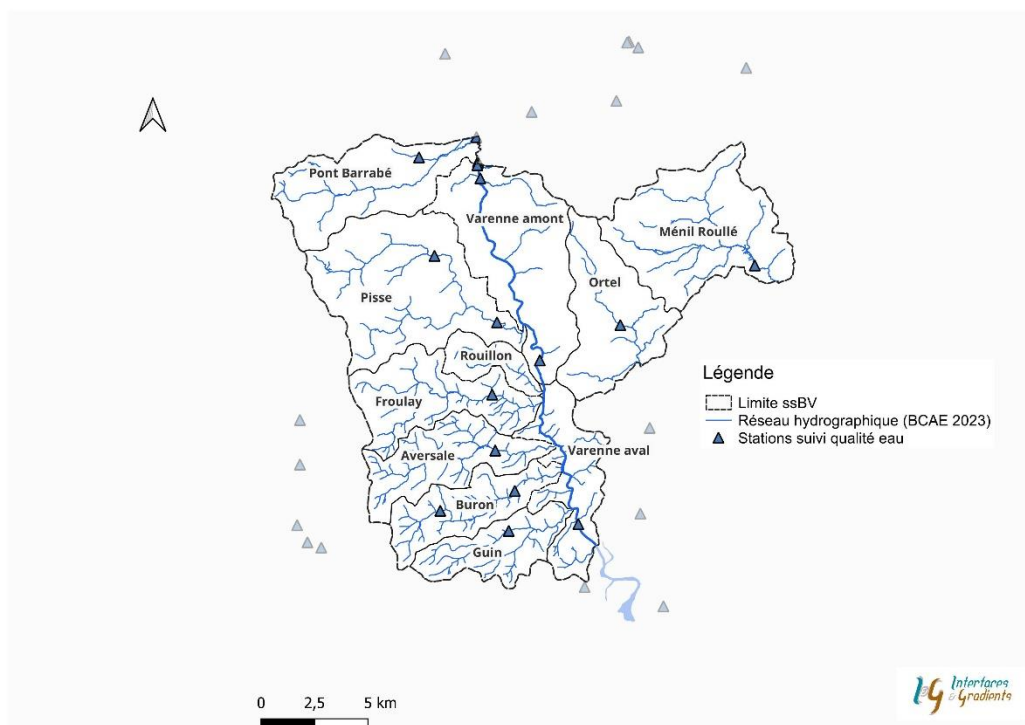 Pont Barrabé
Varenne amont
Ménil Roullé
Ortel
Pisse
Rouillon
Froulay
Aversale
Varenne aval
Buron
Guin
Légende
Limite ssBV
Réseau hydrographique (BCAE 2023)
Stations suivi qualité eau
0 2,5 5 km
I&G Interfaces
& Gradients